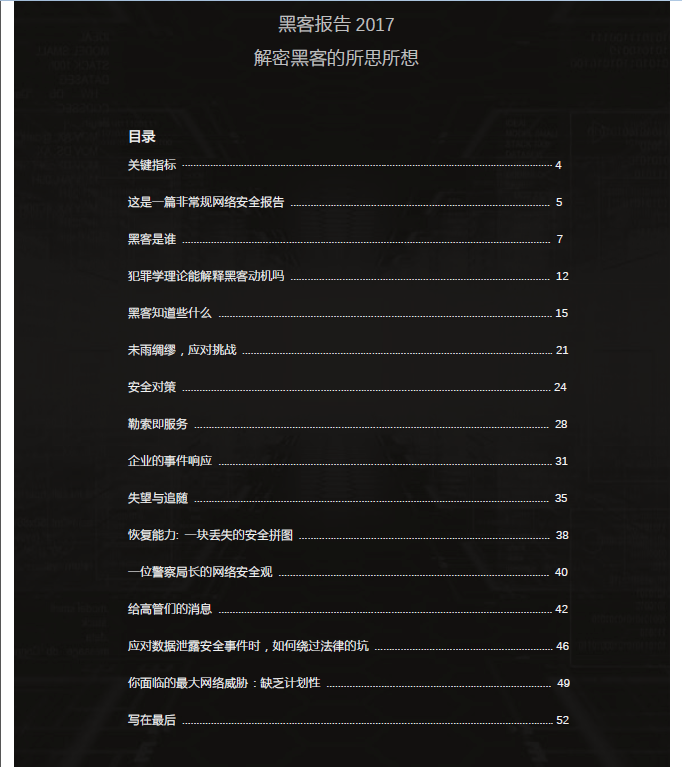 黑客报告 2017
解密黑客的所思所想
目录
关键指标 4
这是一篇非常规网络安全报告 5
黑客是谁 7
犯罪学理论能解释黑客动机吗 12
黑客知道些什么 15
未雨绸缪，应对挑战 21
安全对策 24
勒索即服务 28
企业的事件响应 31
失望与追随 35
恢复能力: 一块丢失的安全拼图 38
一位警察局长的网络安全观 40
给高管们的消息 42
应对数据泄露安全事件时，如何绕过法律的坑 46
你面临的最大网络威胁：缺乏计划性 49
写在最后 52